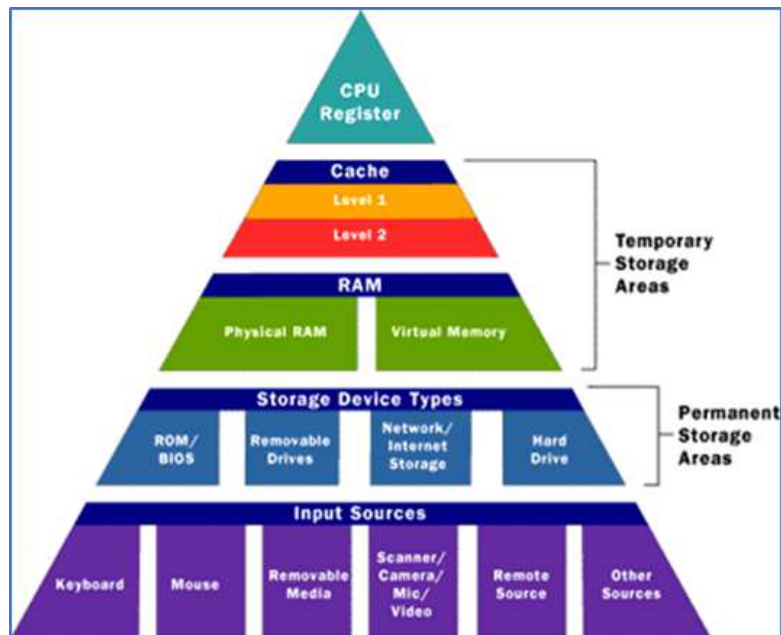 CPU
Register
Cache
Level 1
Level 2
Temporary
Storage
Areas
RAM
Physical RAM
Virtual Memory
Storage Device Types
Permanent
Storage
Areas
ROM/
BIOS
Removable
Drives
Network/
Internet
Storage
Hard
Drive
Input Sources
Keyboard
Mouse
Removable
Media
Scanner/
Camera/
Mic/
Video
Remote
Source
Other
Sources